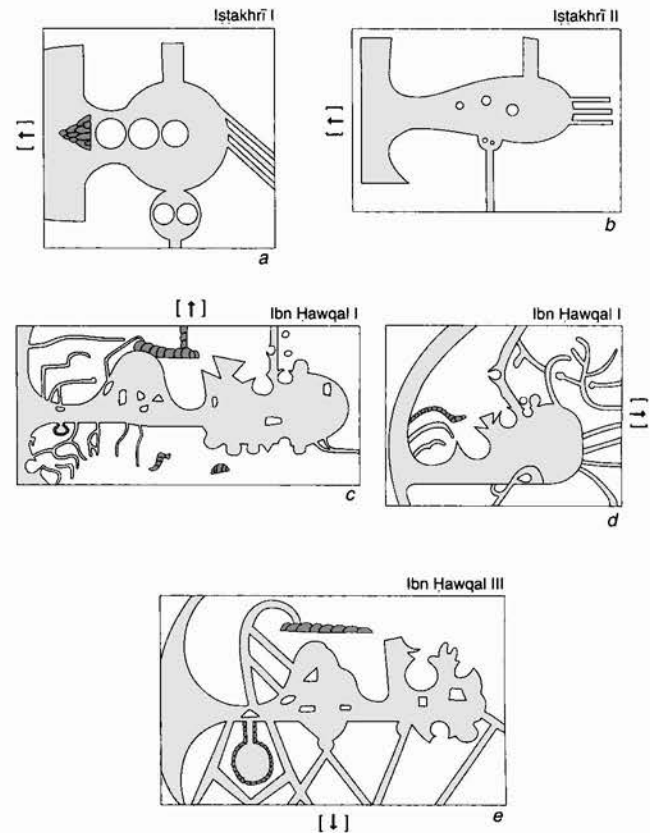 Iṣṭakhrī I
[↑]
a
Iṣṭakhrī II
[↑]
b
[↑]
Ibn Ḥawqal I
c
Ibn Ḥawqal I
[↑]
d
Ibn Ḥawqal III
e
[↓]